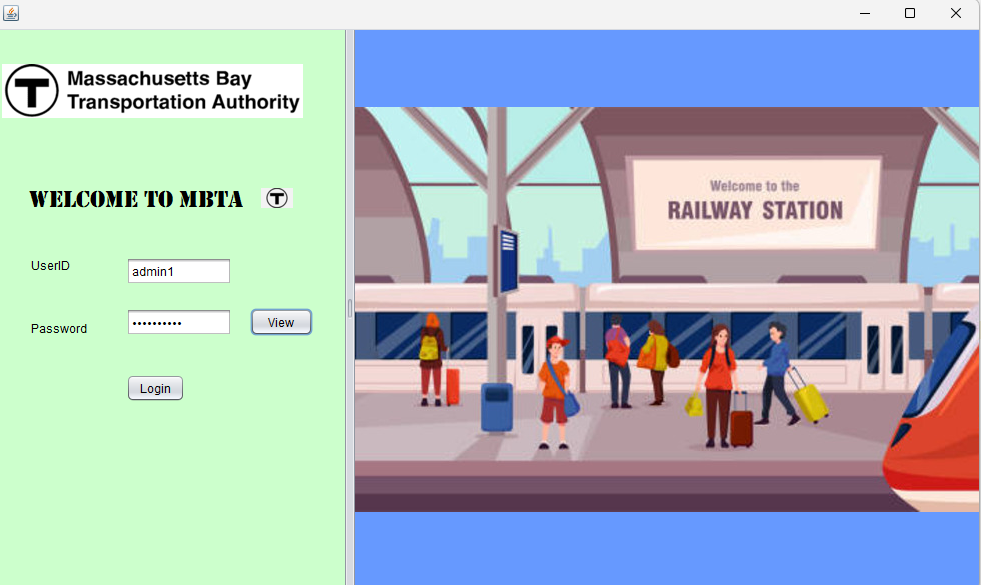 Massachusetts Bay
Transportation Authority
WELCOME TO MBTA
T
UserID
admin1
Password
••••••••••
View
Login
Welcome to the
RAILWAY STATION